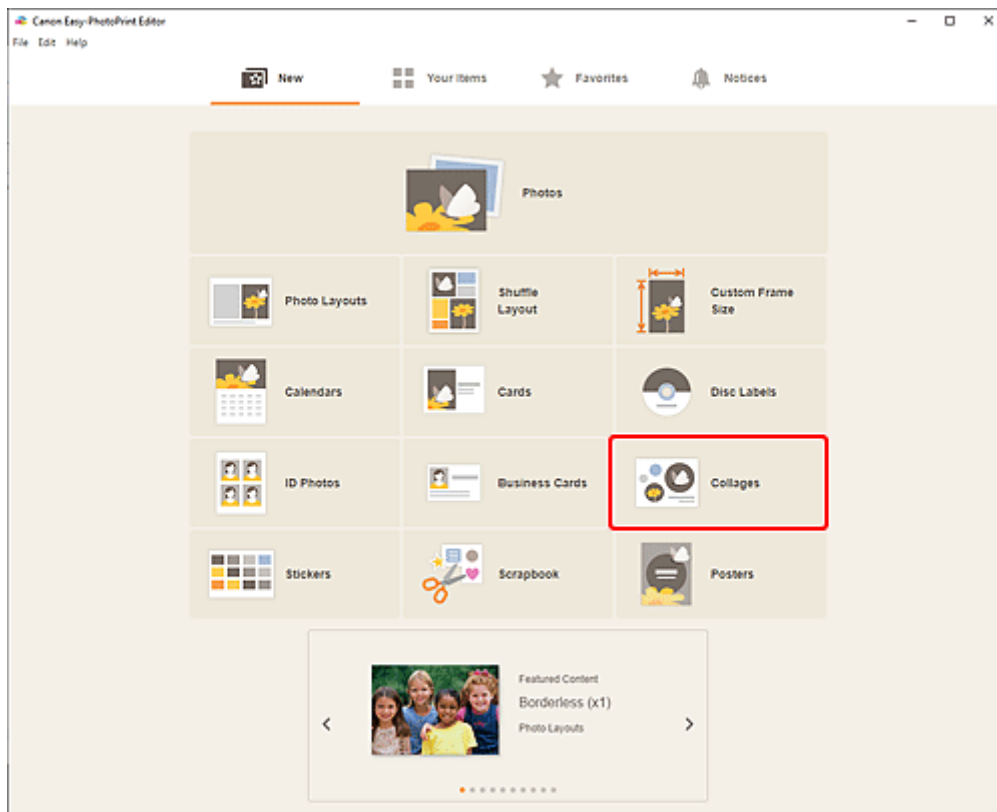 Canon Easy-PhotoPrint Editor
File Edit Help
New Your Items Favorites Notices
Photos
Photo Layouts
Shuffle
Layout
Custom Frame
Size
Calendars
Cards
Disc Labels
ID Photos
Business Cards
Collages
Stickers
Scrapbook
Posters
Featured Content
Borderless (x1)
Photo Layouts